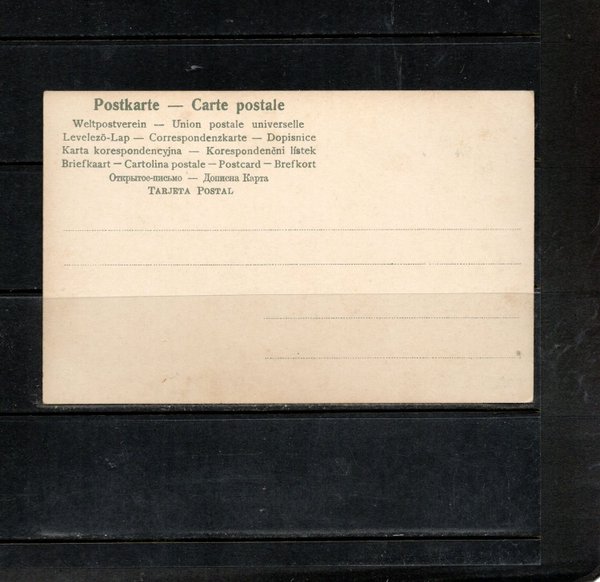 Postkarte — Carte postale
Weltpostverein — Union postale universelle
Levelező-Lap — Correspondenzkarte — Dopisnice
Karta korespondencyjna — Korespondenční lístek
Briefkaart — Cartolina postale — Postcard — Brefkort
Открытое-письмо — Дописна Карта
TARJETA POSTAL